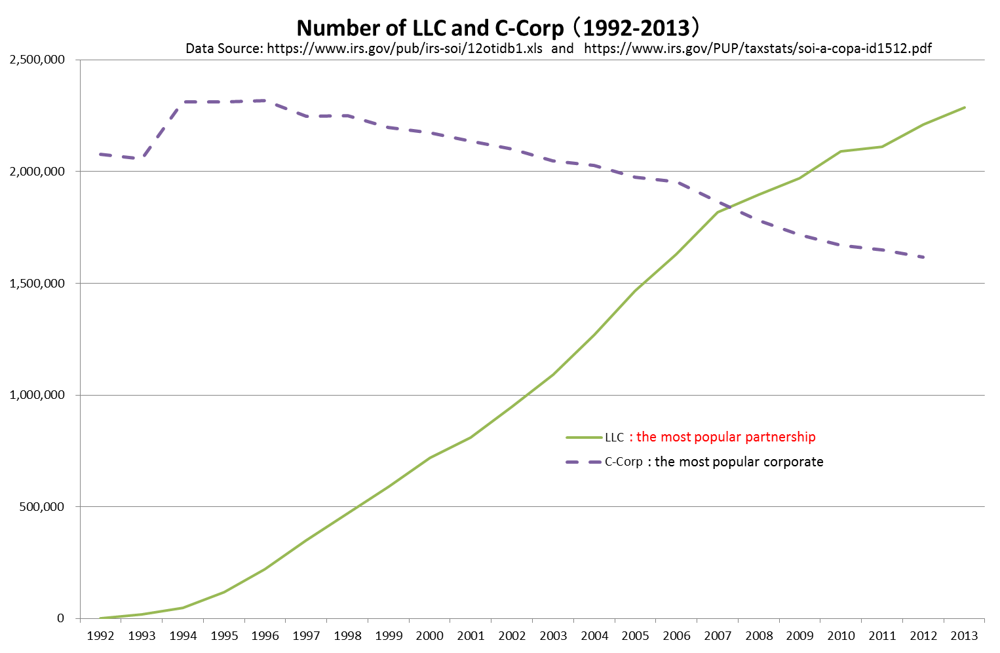 Number of LLC and C-Corp（1992-2013）
Data Source: https://www.irs.gov/pub/irs-soi/12otidb1.xls and https://www.irs.gov/PUP/taxstats/soi-a-copa-id1512.pdf
2,500,000
2,000,000
1,500,000
1,000,000
500,000
0
LLC : the most popular partnership
C-Corp : the most popular corporate
1992 1993 1994 1995 1996 1997 1998 1999 2000 2001 2002 2003 2004 2005 2006 2007 2008 2009 2010 2011 2012 2013